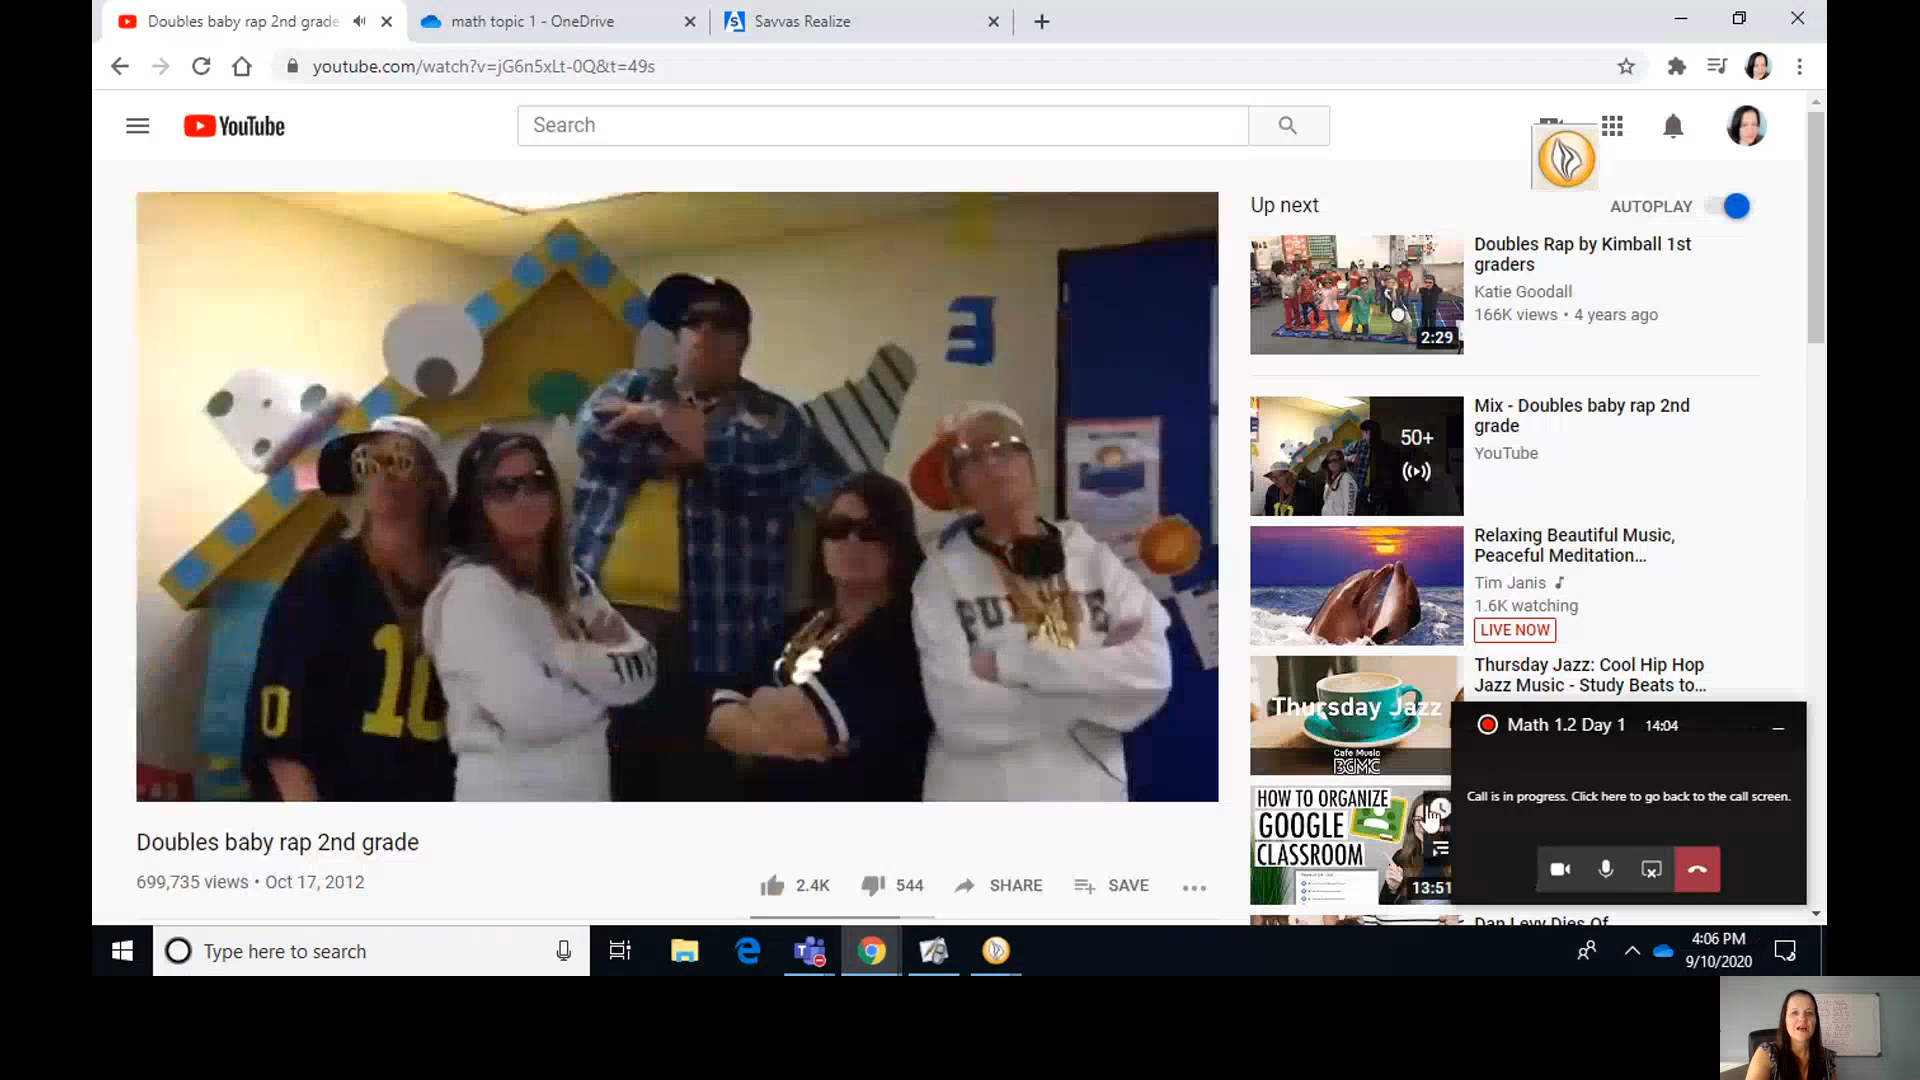 Doubles baby rap 2nd grade
math topic 1 - OneDrive
Savvas Realize
youtube.com/watch?v=jG6n5xLt-0Q&t=49s
YouTube
Search
Up next
AUTOPLAY
3
10
0
Doubles Rap by Kimball 1st
graders
Katie Goodall
166K views • 4 years ago
2:29
Mix - Doubles baby rap 2nd
grade
YouTube
50+
Relaxing Beautiful Music,
Peaceful Meditation...
Tim Janis
1.6K watching
LIVE NOW
Thursday Jazz: Cool Hip Hop
Jazz Music - Study Beats to...
Thursday Jazz
Cafe Music
BGMC
HOW TO ORGANIZE
GOOGLE
CLASSROOM
13:51
Math 1.2 Day 1 14:04
Call is in progress. Click here to go back to the call screen.
Doubles baby rap 2nd grade
699,735 views • Oct 17, 2012
2.4K
544
SHARE
SAVE
Type here to search
4:06 PM
9/10/2020